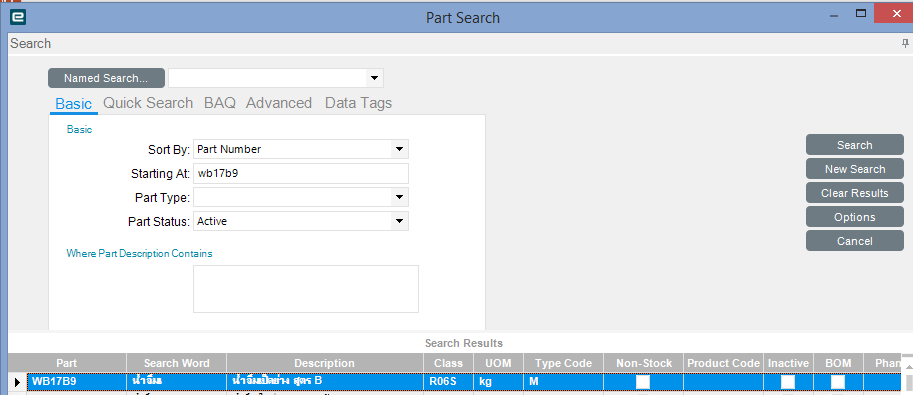 Part Search
Search
Named Search...
Basic Quick Search BAQ Advanced Data Tags
Basic
Sort By: Part Number
Starting At: wb17b9
Part Type:
Part Status: Active
Where Part Description Contains
Search
New Search
Clear Results
Options
Cancel
Search Results
Part Search Word Description Class UOM Type Code Non-Stock Product Code Inactive BOM Phan
WB17B9 น้ำจิ้ม น้ำจิ้มเป็ดย่าง สูตร B R06S kg M